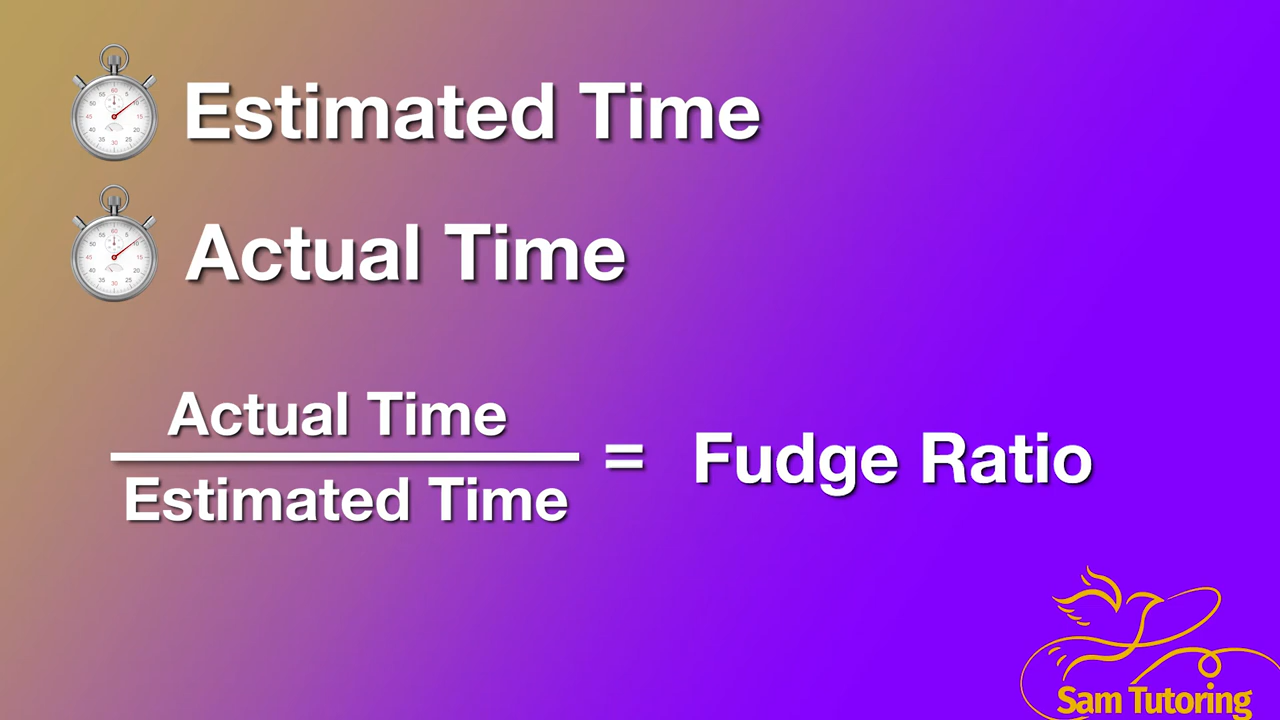 Estimated Time
Actual Time
Actual Time
Estimated Time
= Fudge Ratio
Sam Tutoring